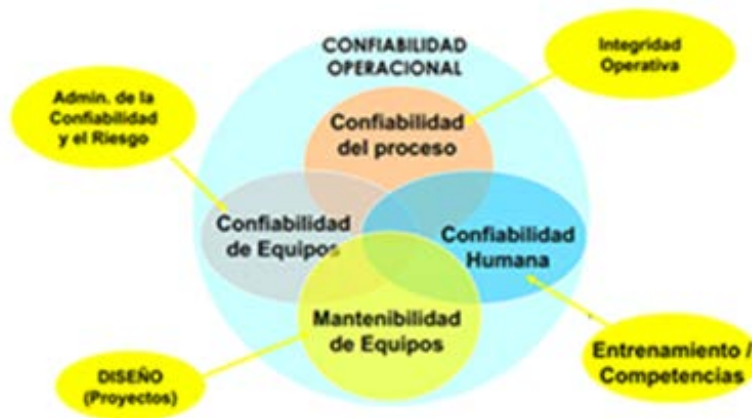 CONFIABILIDAD
OPERACIONAL
Integridad
Operativa
Admin. de la
Confiabilidad
y el Riesgo
Confiabilidad
del proceso
Confiabilidad
de Equipos
Confiabilidad
Humana
Mantenibilidad
de Equipos
DISEÑO
(Proyectos)
Entrenamiento /
Competencias